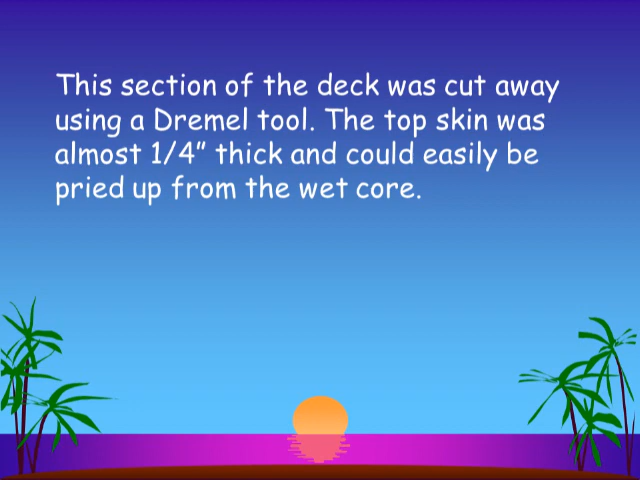 This section of the deck was cut away
using a Dremel tool. The top skin was
almost 1/4” thick and could easily be
pried up from the wet core.